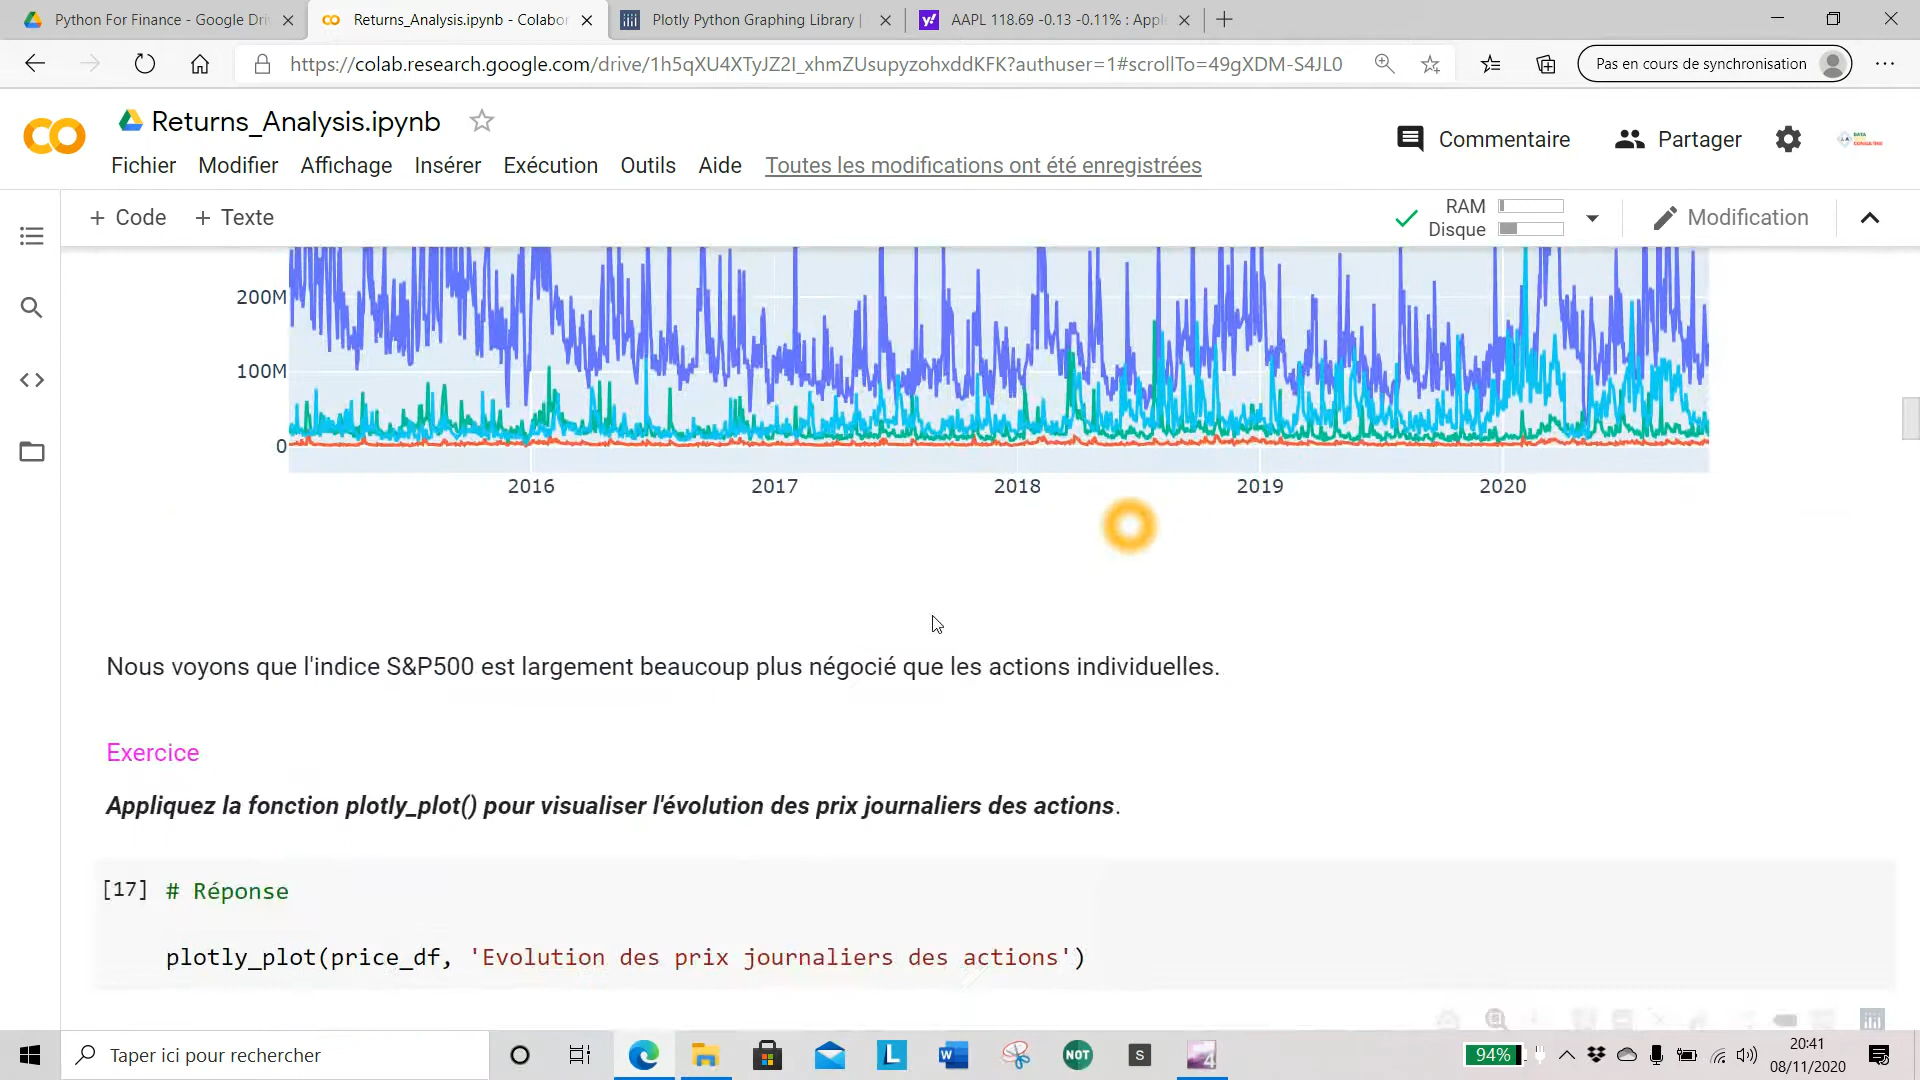 Python For Finance - Google Dri
Returns_Analysis.ipynb - Colabor
Plotly Python Graphing Library |
AAPL 118.69 -0.13 -0.11% : Appl
https://colab.research.google.com/drive/1h5qXU4XTyJZ2I_xhmZUsupyzohxddKFK?authuser=1#scrollTo=49gXDM-S4JL0
Pas en cours de synchronisation
Returns_Analysis.ipynb
Commentaire
Partager
Fichier Modifier Affichage Insérer Exécution Outils Aide Toutes les modifications ont été enregistrées
+ Code + Texte
RAM
Disque
Modification
200M
100M
0
2016 2017 2018 2019 2020
Nous voyons que l'indice S&P500 est largement beaucoup plus négocié que les actions individuelles.
Exercice
Appliquez la fonction plotly_plot() pour visualiser l'évolution des prix journaliers des actions.
[17] # Réponse
plotly_plot(price_df, 'Evolution des prix journaliers des actions')
Taper ici pour rechercher
94%
20:41
08/11/2020